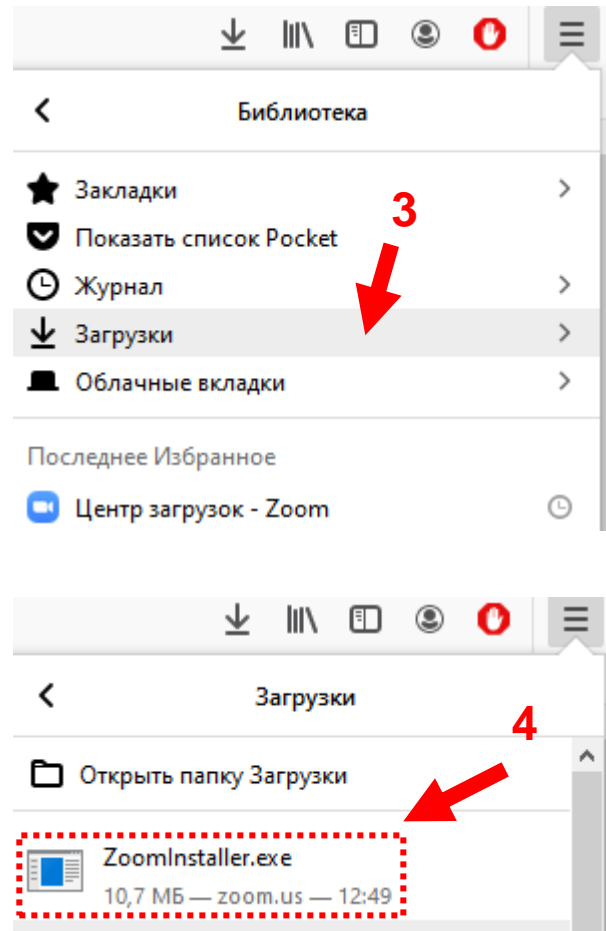 Библиотека
Закладки
3
Показать список Pocket
Журнал
Загрузки
Облачные вкладки
Последнее Избранное
Центр загрузок - Zoom
Загрузки
4
Открыть папку Загрузки
ZoomInstaller.exe
10,7 МБ — zoom.us — 12:49